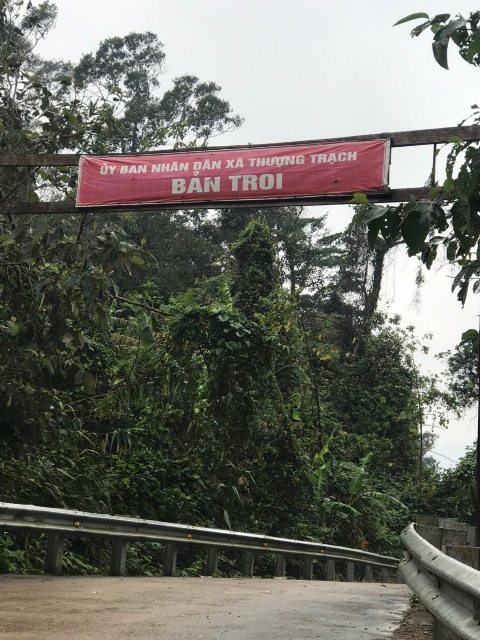 ỦY BAN NHÂN DÂN XÃ THƯỢNG TRẠCH
BẢN TROI